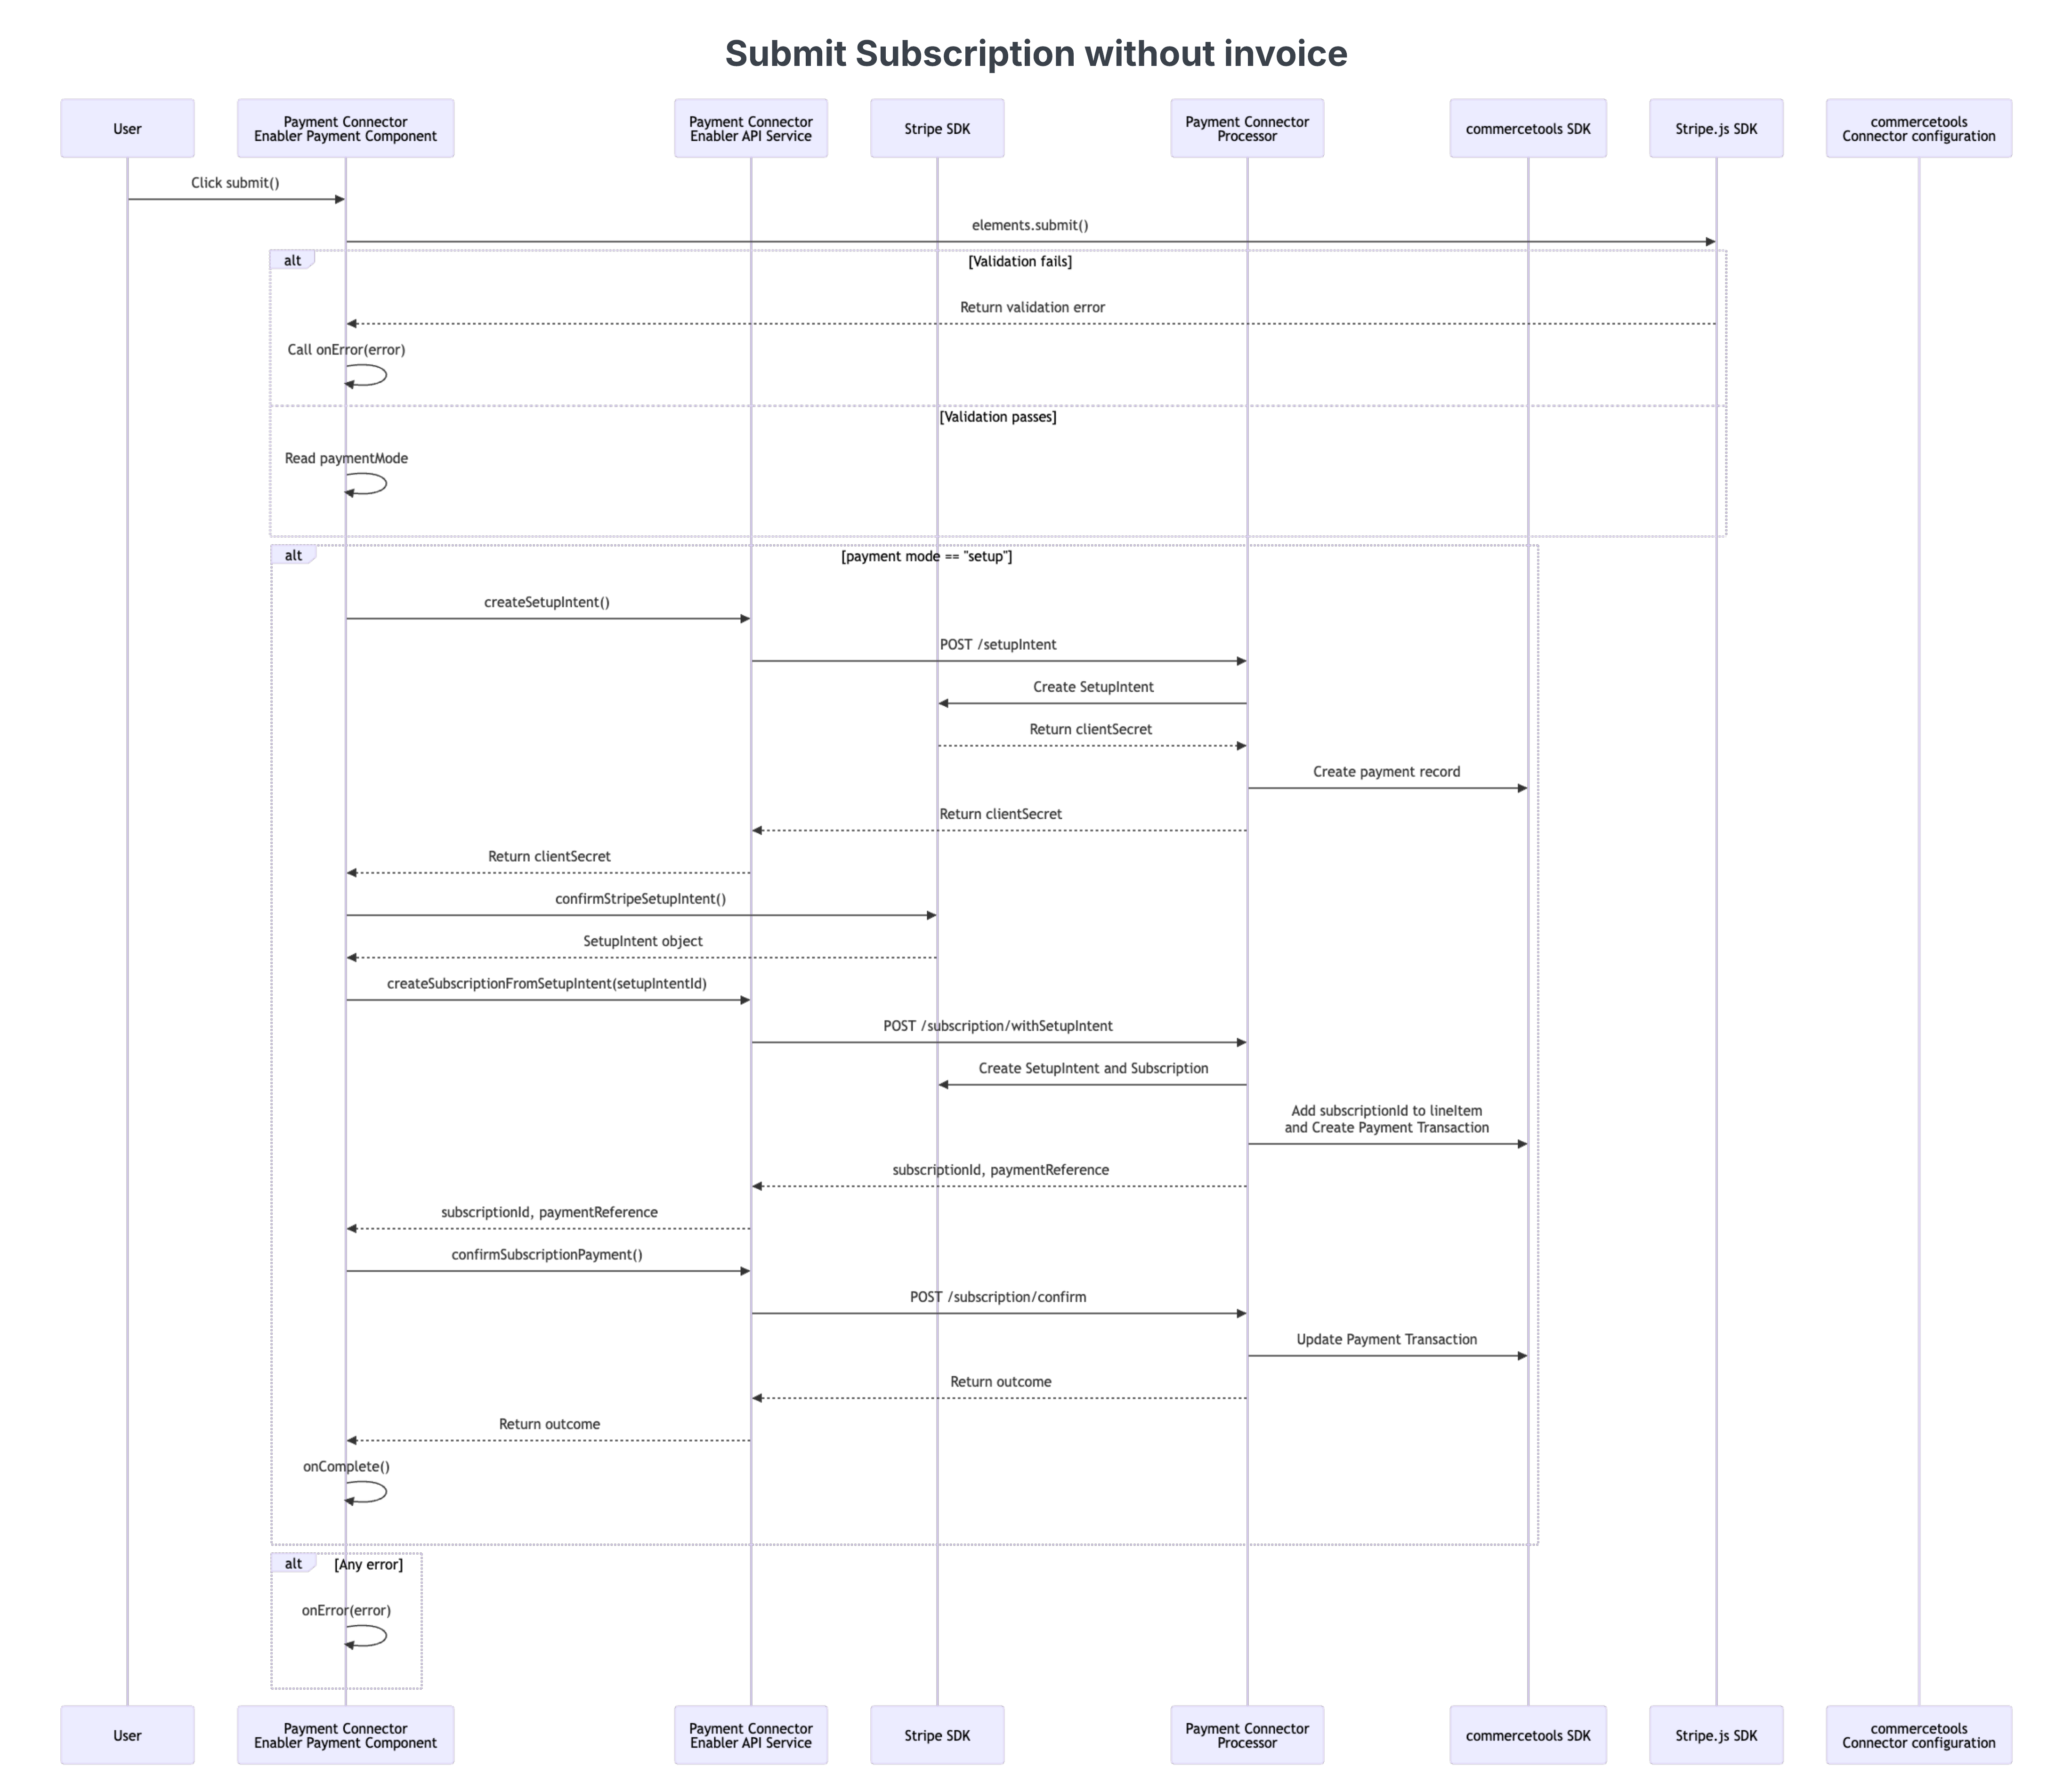 Submit Subscription without invoice
User
Payment Connector
Enabler Payment Component
Payment Connector
Enabler API Service
Stripe SDK
Payment Connector
Processor
commercetools SDK
Stripe.js SDK
commercetools
Connector configuration
Click submit()
elements.submit()
alt
[Validation fails]
Return validation error
Call onError(error)
[Validation passes]
Read paymentMode
alt
[payment mode == "setup"]
createSetupIntent()
POST /setupIntent
Create SetupIntent
Return clientSecret
Create payment record
Return clientSecret
Return clientSecret
confirmStripeSetupIntent()
SetupIntent object
createSubscriptionFromSetupIntent(setupIntentId)
POST /subscription/withSetupIntent
Create SetupIntent and Subscription
Add subscriptionId to lineItem
and Create Payment Transaction
subscriptionId, paymentReference
subscriptionId, paymentReference
confirmSubscriptionPayment()
POST /subscription/confirm
Update Payment Transaction
Return outcome
Return outcome
onComplete()
alt
[Any error]
onError(error)
User
Payment Connector
Enabler Payment Component
Payment Connector
Enabler API Service
Stripe SDK
Payment Connector
Processor
commercetools SDK
Stripe.js SDK
commercetools
Connector configuration